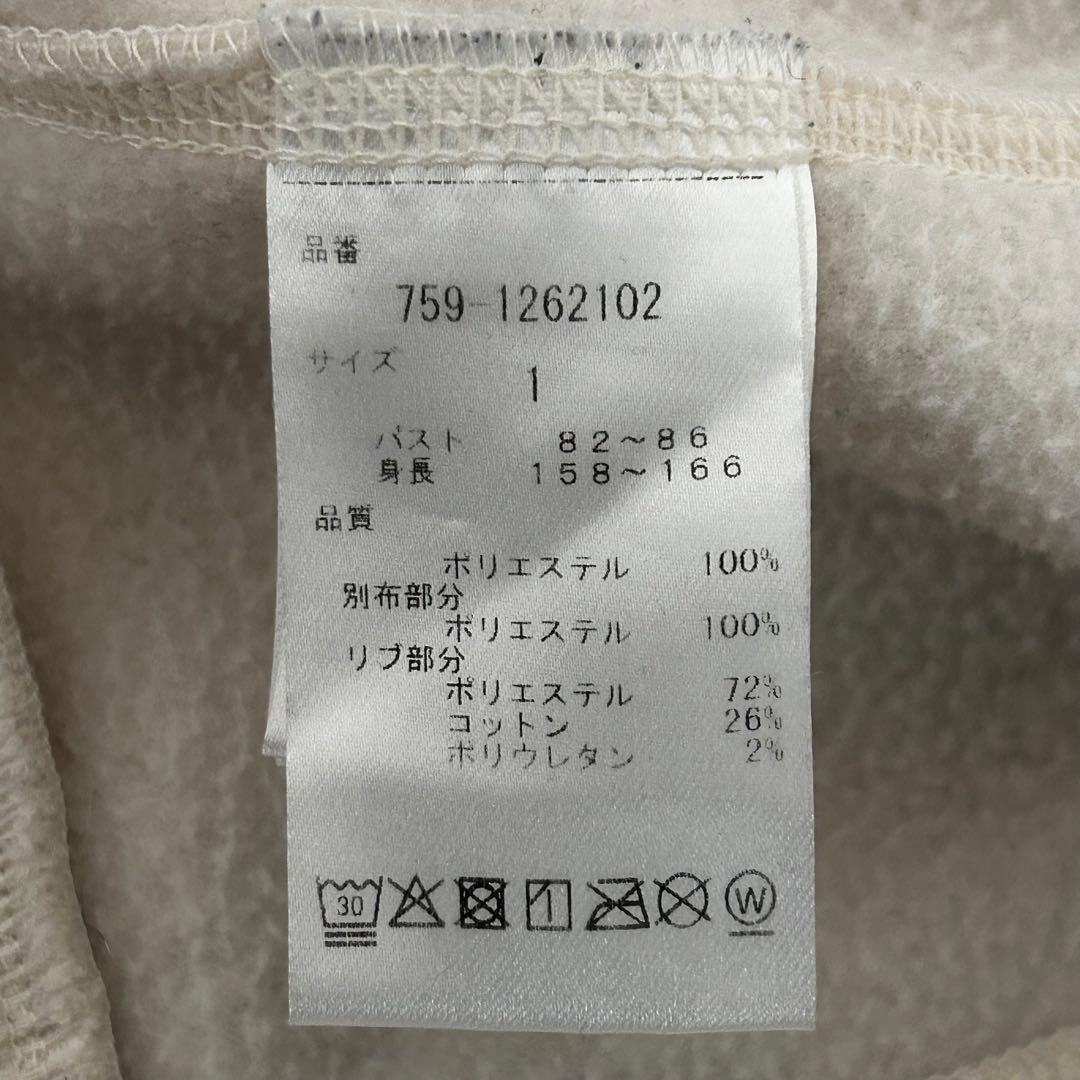 品番
759-1262102
サイズ
1
バスト 82～86
身長 158～166
品質
ポリエステル 100%
別布部分
ポリエステル 100%
リブ部分
ポリエステル 72%
コットン 26%
ポリウレタン 2%
30 W